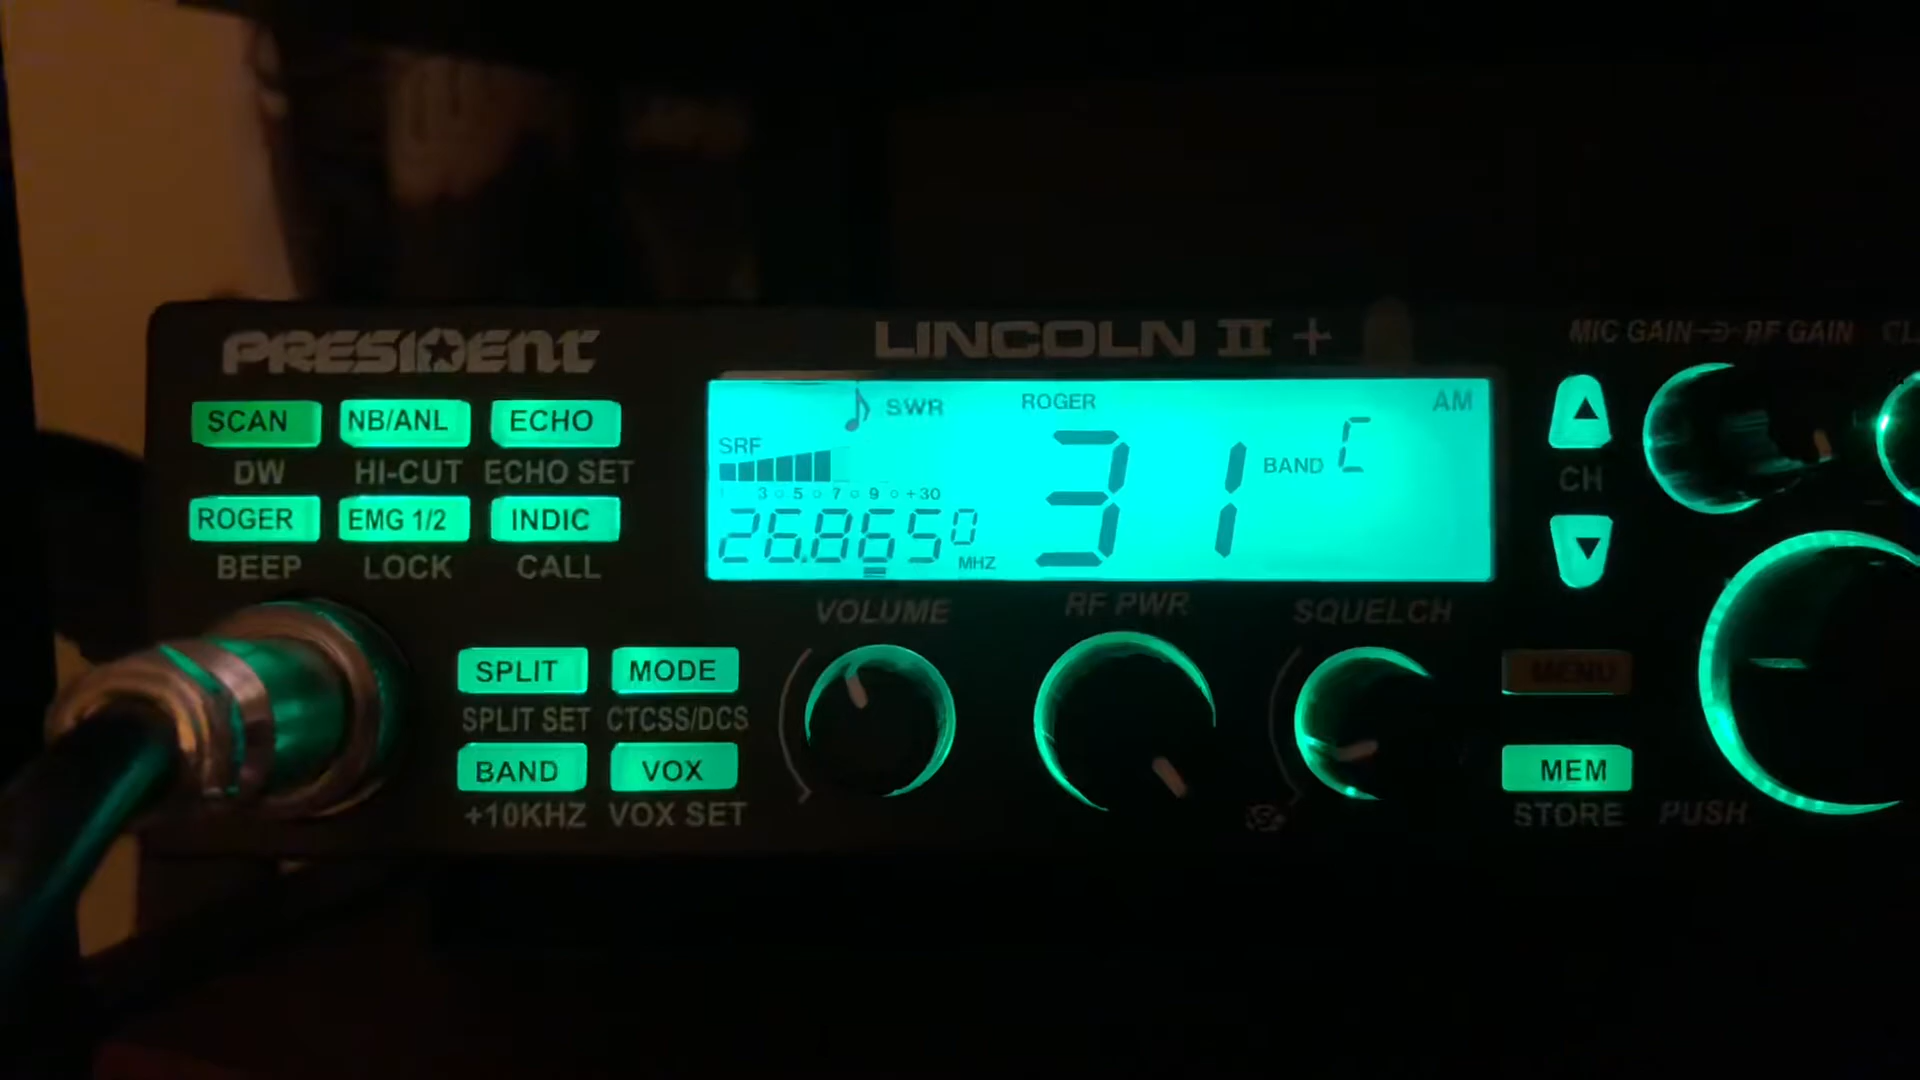 PRESIDENT
LINCOLN II +
MIC GAIN RF GAIN CL
SCAN NB/ANL ECHO
DW HI-CUT ECHO SET
ROGER EMG 1/2 INDIC
BEEP LOCK CALL
SWR ROGER AM
SRF
3 5 7 9 +30
26.8650 MHZ
31 BAND C
CH
VOLUME RF PWR SQUELCH
SPLIT MODE
SPLIT SET CTCSS/DCS
BAND VOX
+10KHZ VOX SET
MENU
MEM
STORE PUSH